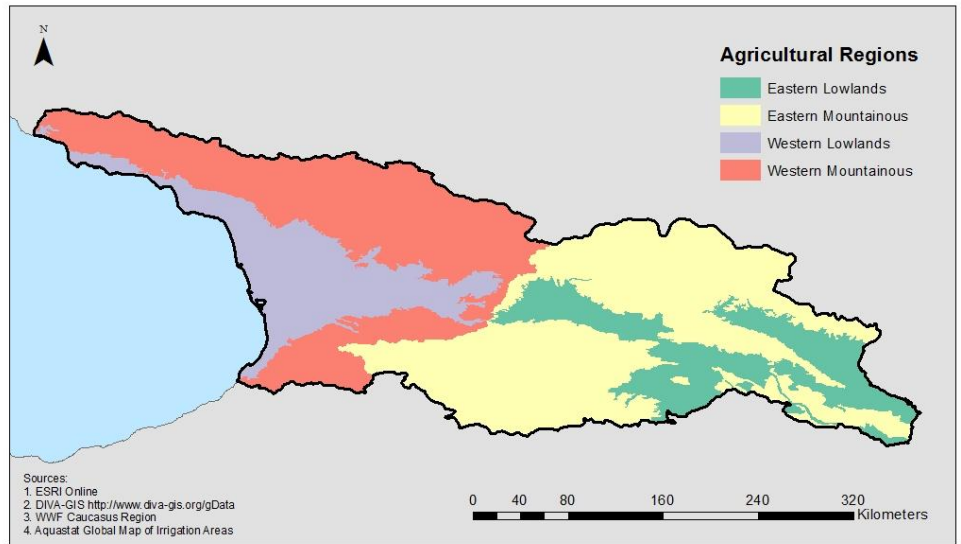 N
Agricultural Regions
Eastern Lowlands
Eastern Mountainous
Western Lowlands
Western Mountainous
Sources:
1. ESRI Online
2. DIVA-GIS http://www.diva-gis.org/gData
3. WWF Caucasus Region
4. Aquastat Global Map of Irrigation Areas
0 40 80 160 240 320
Kilometers